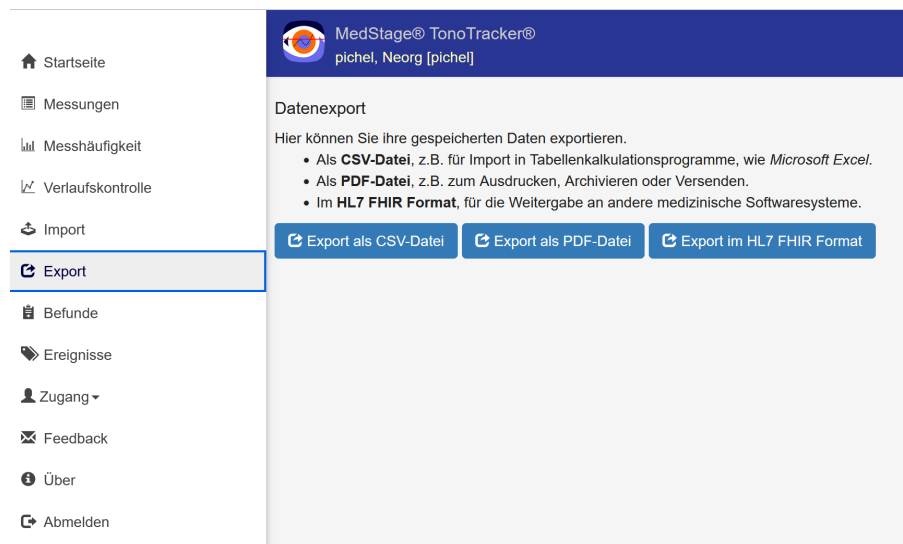 Startseite
Messungen
Messhäufigkeit
Verlaufskontrolle
Import
Export
Befunde
Ereignisse
Zugang
Feedback
Über
Abmelden
MedStage® TonoTracker®
pichel, Neorg [pichel]
Datenexport
Hier können Sie ihre gespeicherten Daten exportieren.
• Als CSV-Datei, z.B. für Import in Tabellenkalkulationsprogramme, wie Microsoft Excel.
• Als PDF-Datei, z.B. zum Ausdrucken, Archivieren oder Versenden.
• Im HL7 FHIR Format, für die Weitergabe an andere medizinische Softwaresysteme.
Export als CSV-Datei Export als PDF-Datei Export im HL7 FHIR Format